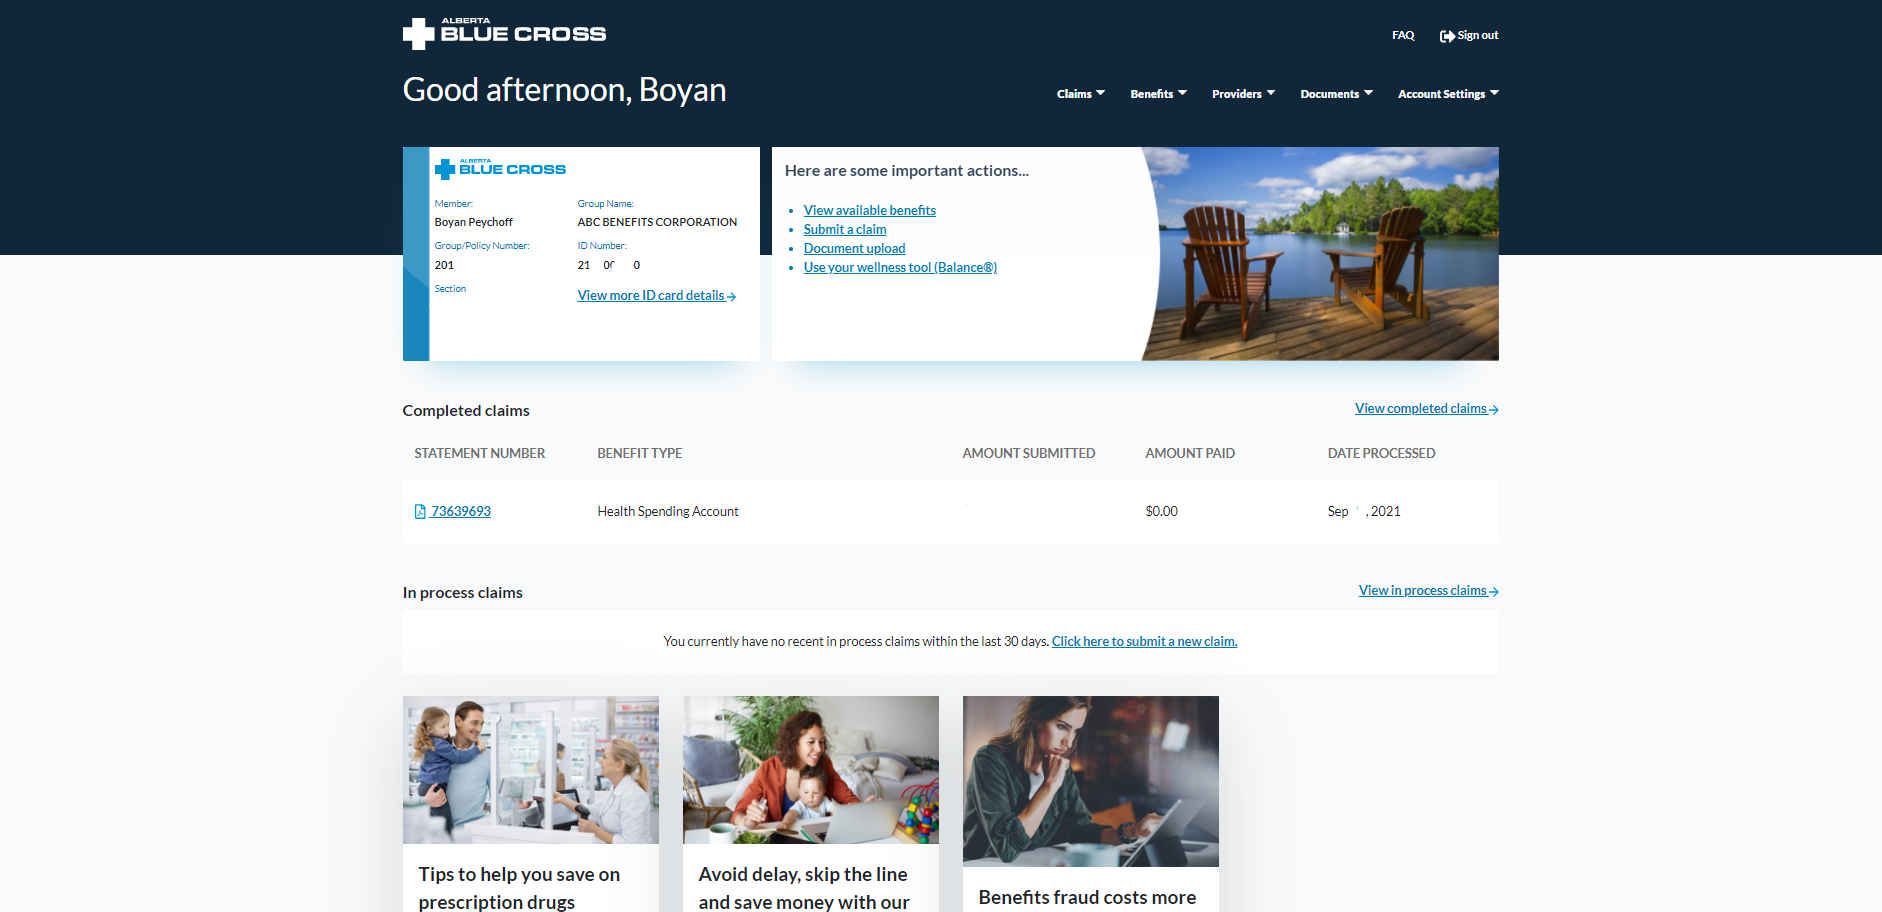 ALBERTA
BLUE CROSS
FAQ
Sign out
Good afternoon, Boyan
Claims
Benefits
Providers
Documents
Account Settings
ALBERTA
BLUE CROSS
Member:
Group Name:
Boyan Peychoff
ABC BENEFITS CORPORATION
Group/Policy Number:
ID Number:
201
21 0 0
Section
View more ID card details
Here are some important actions...
View available benefits
Submit a claim
Document upload
Use your wellness tool (Balance®)
Completed claims
View completed claims
STATEMENT NUMBER BENEFIT TYPE AMOUNT SUBMITTED AMOUNT PAID DATE PROCESSED
73639693 Health Spending Account $0.00 Sep , 2021
In process claims
View in process claims
You currently have no recent in process claims within the last 30 days. Click here to submit a new claim.
Tips to help you save on
prescription drugs
Avoid delay, skip the line
and save money with our
Benefits fraud costs more